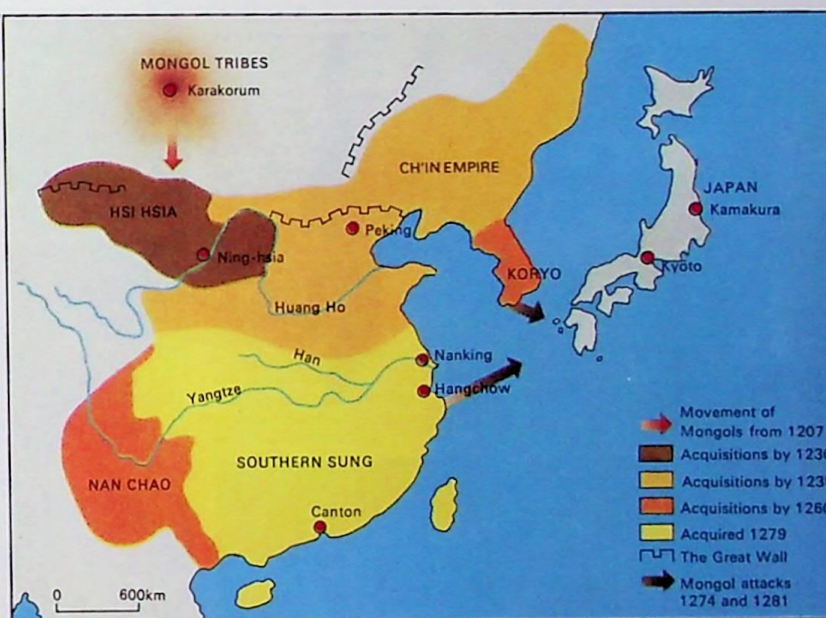 MONGOL TRIBES
Karakorum
CH'IN EMPIRE
HSI HSIA
JAPAN
Kamakura
Peking
Ning-hsia
Kyōto
KORYO
Huang Ho
Han
Nanking
Yangtze
Hangchow
SOUTHERN SUNG
NAN CHAO
Canton
0 600km
Movement of
Mongols from 1207
Acquisitions by
Acquisitions by
Acquisitions by
Acquired 1279
The Great Wall
Mongol attacks
1274 and 1281